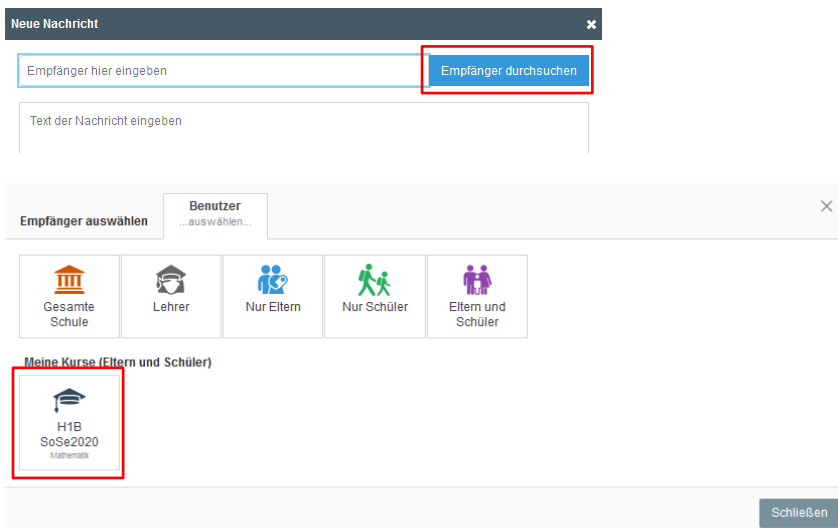 Neue Nachricht
Empfänger hier eingeben
Empfänger durchsuchen
Text der Nachricht eingeben
Empfänger auswählen
Benutzer
...auswählen...
Gesamte
Schule
Lehrer
Nur Eltern
Nur Schüler
Eltern und
Schüler
Meine Kurse (Eltern und Schüler)
H1B
SoSe2020
Mathematik
Schließen